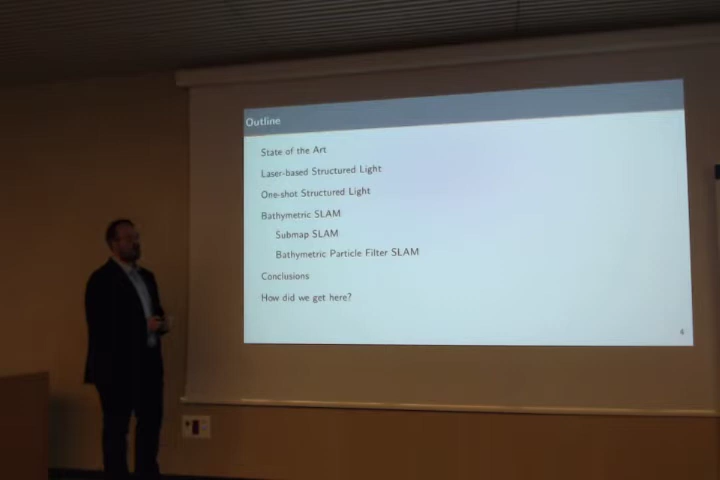 Outline
State of the Art
Laser-based Structured Light
One-shot Structured Light
Bathymetric SLAM
Submap SLAM
Bathymetric Particle Filter SLAM
Conclusions
How did we get here?